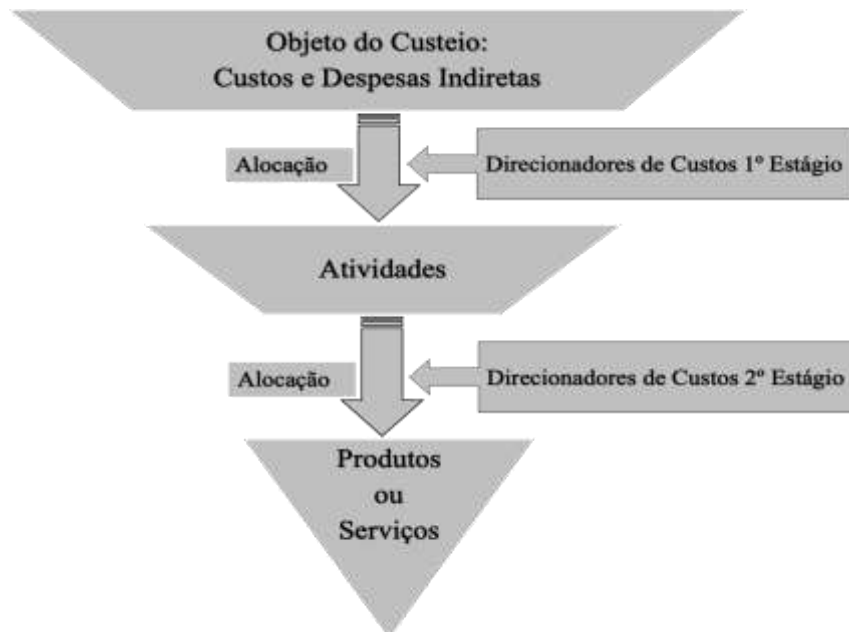 Objeto do Custeio:
Custos e Despesas Indiretas
Alocação
Direcionadores de Custos 1º Estágio
Atividades
Alocação
Direcionadores de Custos 2º Estágio
Produtos
ou
Serviços